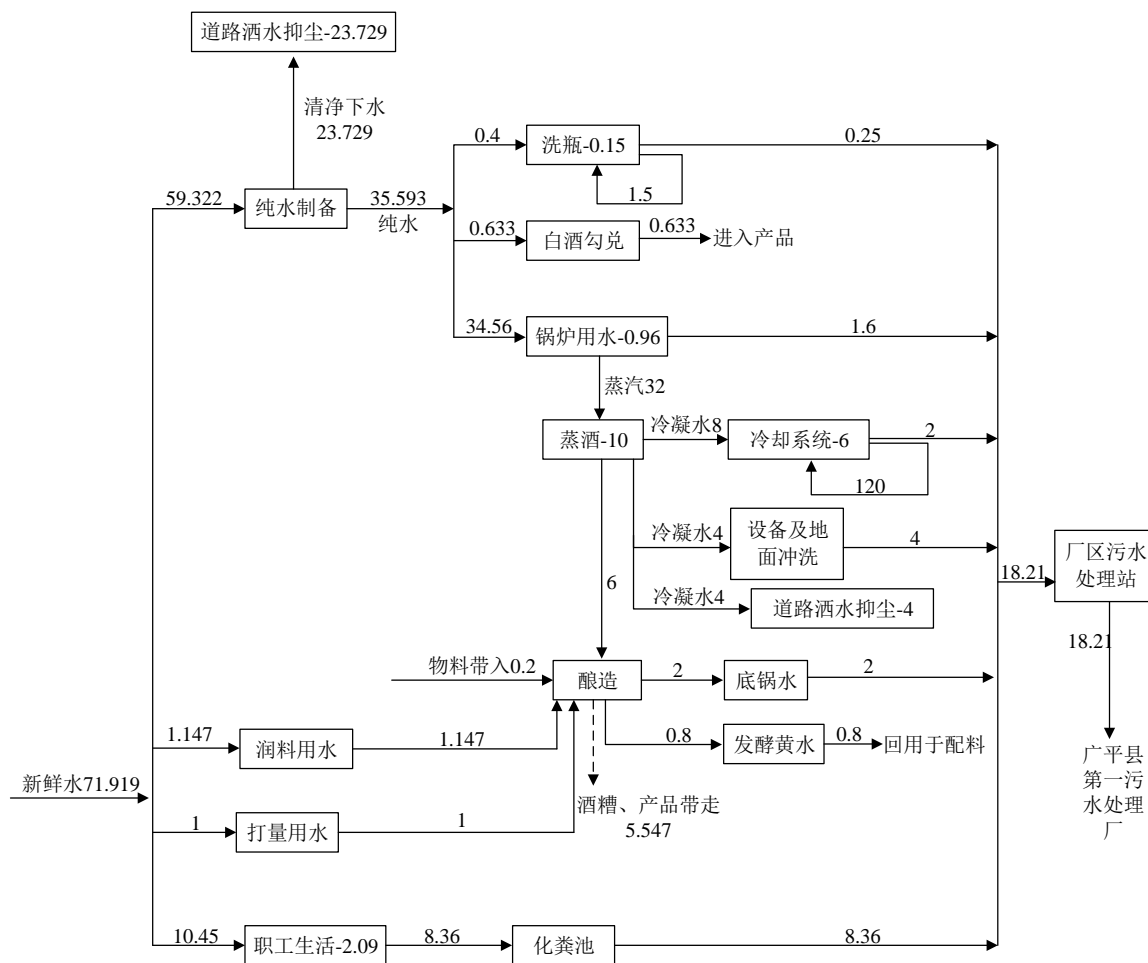 道路洒水抑尘-23.729
清净下水
23.729
0.4
洗瓶-0.15
0.25
1.5
59.322
纯水制备
35.593
纯水
0.633
白酒勾兑
0.633
进入产品
34.56
锅炉用水-0.96
1.6
蒸汽32
蒸酒-10
冷凝水8
冷却系统-6
2
120
冷凝水4
设备及地
面冲洗
4
18.21
厂区污水
处理站
6
冷凝水4
道路洒水抑尘-4
18.21
物料带入0.2
酿造
2
底锅水
2
1.147
润料用水
1.147
0.8
发酵黄水
0.8
回用于配料
广平县
第一污
水处理
厂
新鲜水71.919
酒糟、产品带走
5.547
1
打量用水
1
10.45
职工生活-2.09
8.36
化粪池
8.36